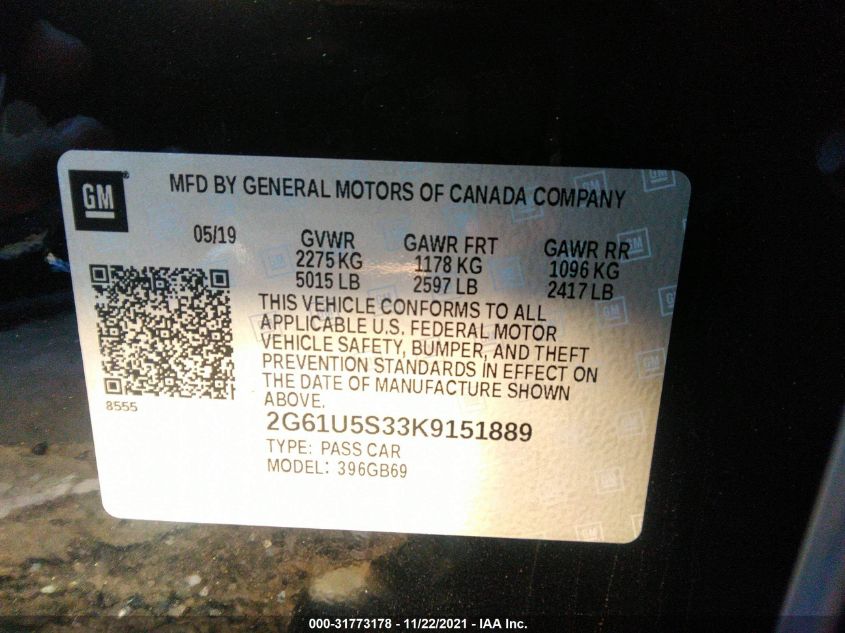 GM
MFD BY GENERAL MOTORS OF CANADA COMPANY
05/19
GVWR GAWR FRT GAWR RR
2275 KG 1178 KG 1096 KG
5015 LB 2597 LB 2417 LB
THIS VEHICLE CONFORMS TO ALL
APPLICABLE U.S. FEDERAL MOTOR
VEHICLE SAFETY, BUMPER, AND THEFT
PREVENTION STANDARDS IN EFFECT ON
THE DATE OF MANUFACTURE SHOWN
ABOVE.
8555
2G61U5S33K9151889
TYPE: PASS CAR
MODEL: 396GB69
000-31773178 - 11/22/2021 - IAA Inc.